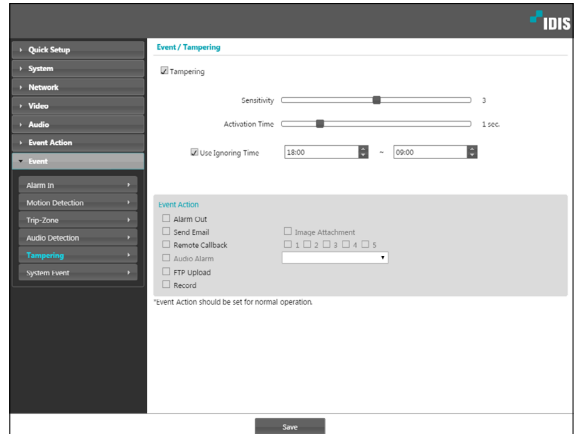 IDIS
Quick Setup
System
Network
Video
Audio
Event Action
Event
Alarm In
Motion Detection
Trip-Zone
Audio Detection
Tampering
System Event
Event / Tampering
Tampering
Sensitivity 3
Activation Time 1 sec.
Use Ignoring Time 18:00 ~ 09:00
Event Action
Alarm Out
Send Email Image Attachment
Remote Callback 1 2 3 4 5
Audio Alarm
FTP Upload
Record
*Event Action should be set for normal operation.
Save